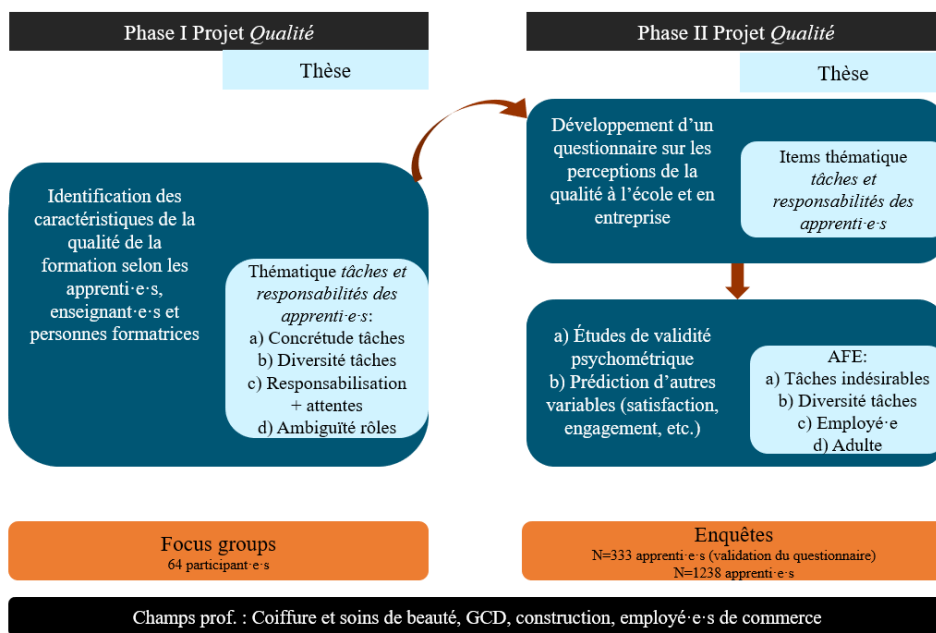 Phase I Projet Qualité
Thèse
Identification des
caractéristiques de la
qualité de la
formation selon les
apprenti·e·s,
enseignant·e·s et
personnes formatrices
Thématique tâches et
responsabilités des
apprenti·e·s:
a) Concrétude tâches
b) Diversité tâches
c) Responsabilisation
+ attentes
d) Ambiguïté rôles
Focus groups
64 participant·e·s
Phase II Projet Qualité
Thèse
Développement d’un
questionnaire sur les
perceptions de la
qualité à l’école et en
entreprise
Items thématique
tâches et
responsabilités des
apprenti·e·s
a) Études de validité
psychométrique
b) Prédiction d’autres
variables (satisfaction,
engagement, etc.)
AFE:
a) Tâches indésirables
b) Diversité tâches
c) Employé·e
d) Adulte
Enquêtes
N=333 apprenti·e·s (validation du questionnaire)
N=1238 apprenti·e·s
Champs prof. : Coiffure et soins de beauté, GCD, construction, employé·e·s de commerce